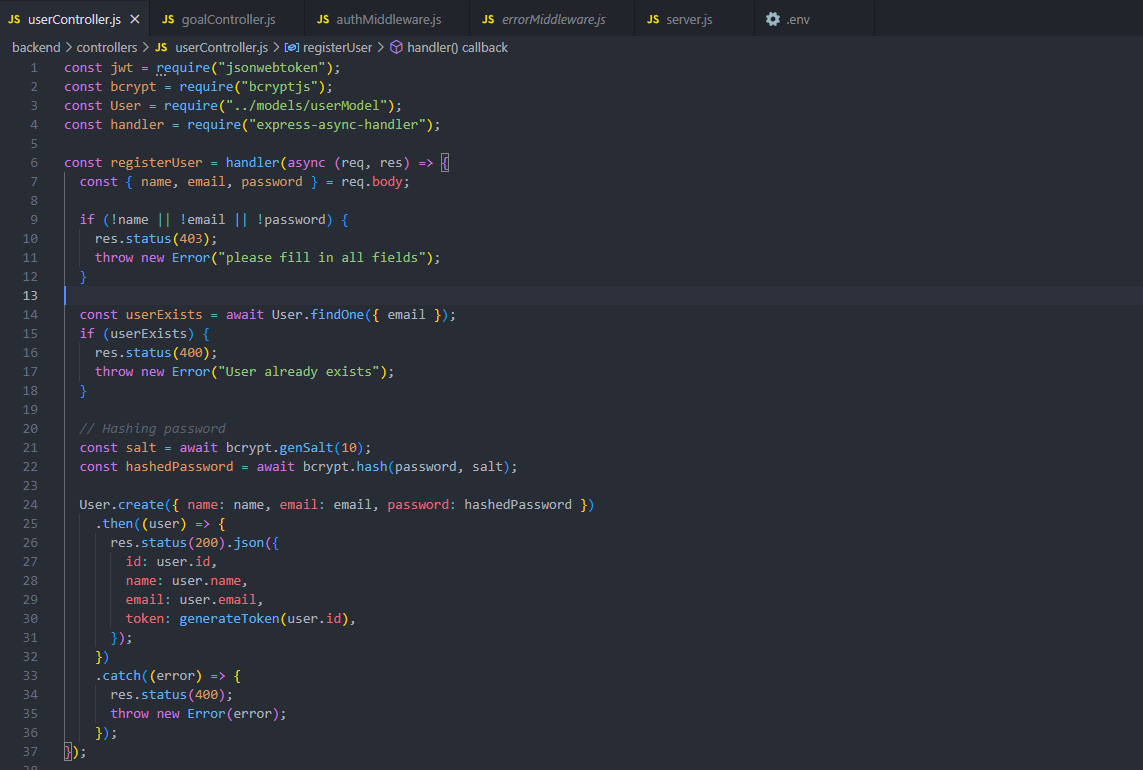 JS userController.js × JS goalController.js JS authMiddleware.js JS errorMiddleware.js JS server.js .env
backend > controllers > JS userController.js > registerUser > handler() callback
1 const jwt = require("jsonwebtoken");
2 const bcrypt = require("bcryptjs");
3 const User = require("../models/userModel");
4 const handler = require("express-async-handler");
5
6 const registerUser = handler(async (req, res) => {
7 const { name, email, password } = req.body;
8
9 if (!name || !email || !password) {
10 res.status(403);
11 throw new Error("please fill in all fields");
12 }
13
14 const userExists = await User.findOne({ email });
15 if (userExists) {
16 res.status(400);
17 throw new Error("User already exists");
18 }
19
20 // Hashing password
21 const salt = await bcrypt.genSalt(10);
22 const hashedPassword = await bcrypt.hash(password, salt);
23
24 User.create({ name: name, email: email, password: hashedPassword })
25 .then((user) => {
26 res.status(200).json({
27 id: user.id,
28 name: user.name,
29 email: user.email,
30 token: generateToken(user.id),
31 });
32 })
33 .catch((error) => {
34 res.status(400);
35 throw new Error(error);
36 });
37 });
38